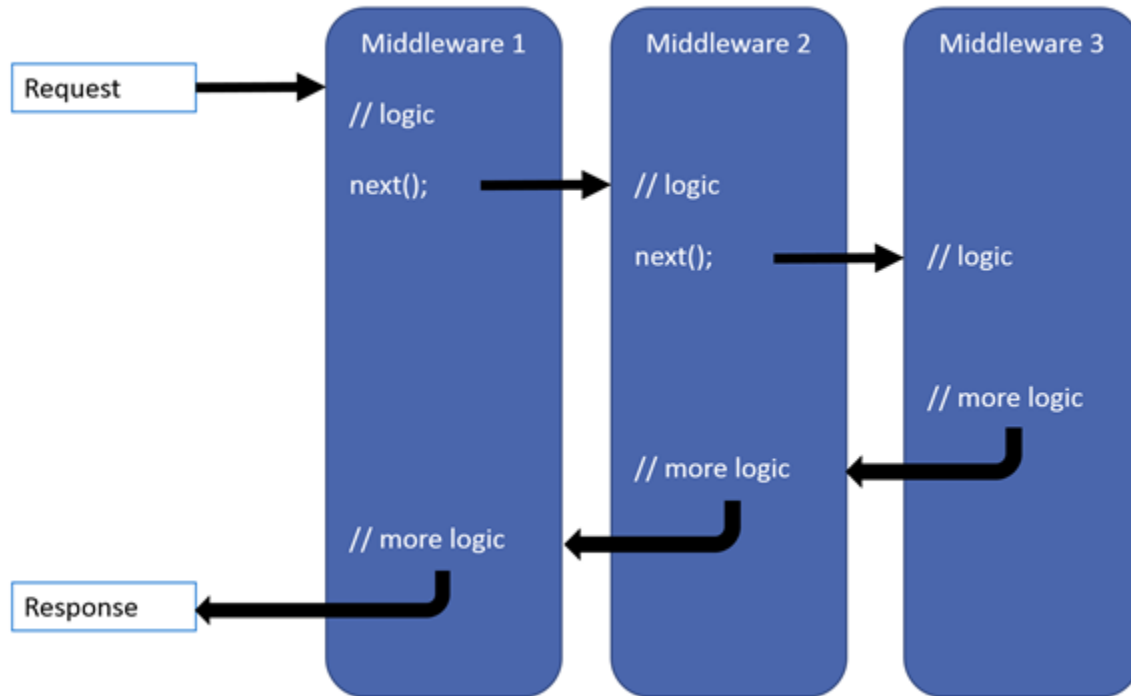 Middleware 1
Middleware 2
Middleware 3
Request
// logic
next();
// logic
next();
// logic
// more logic
// more logic
// more logic
Response